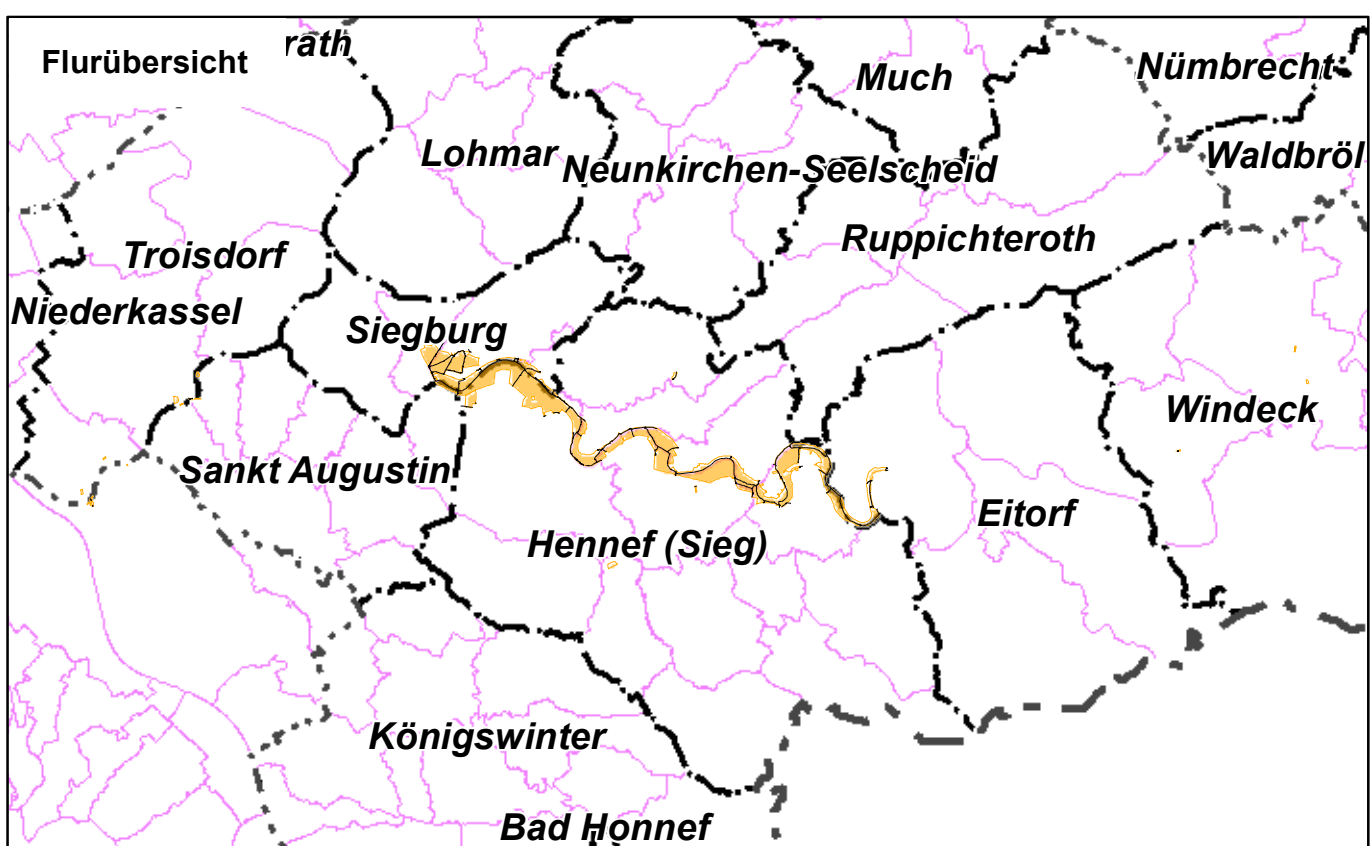 Flurübersicht
rath
Much
Nümbrecht
Lohmar
Neunkirchen-Seelscheid
Waldbröl
Troisdorf
Ruppichteroth
Niederkassel
Siegburg
Windeck
Sankt Augustin
Eitorf
Hennef (Sieg)
Königswinter
Bad Honnef